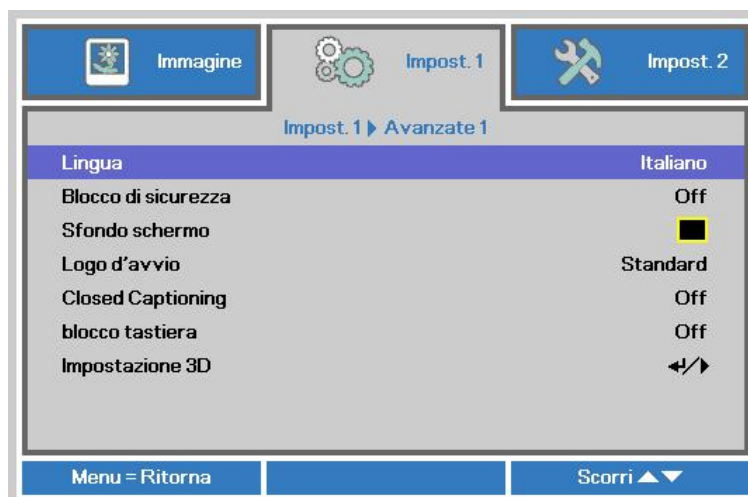 Immagine
Impost. 1
Impost. 2
Impost. 1 ▶ Avanzate 1
Lingua Italiano
Blocco di sicurezza Off
Sfondo schermo
Logo d'avvio Standard
Closed Captioning Off
blocco tastiera Off
Impostazione 3D ↵/▶
Menu = Ritorna Scorri ▲▼